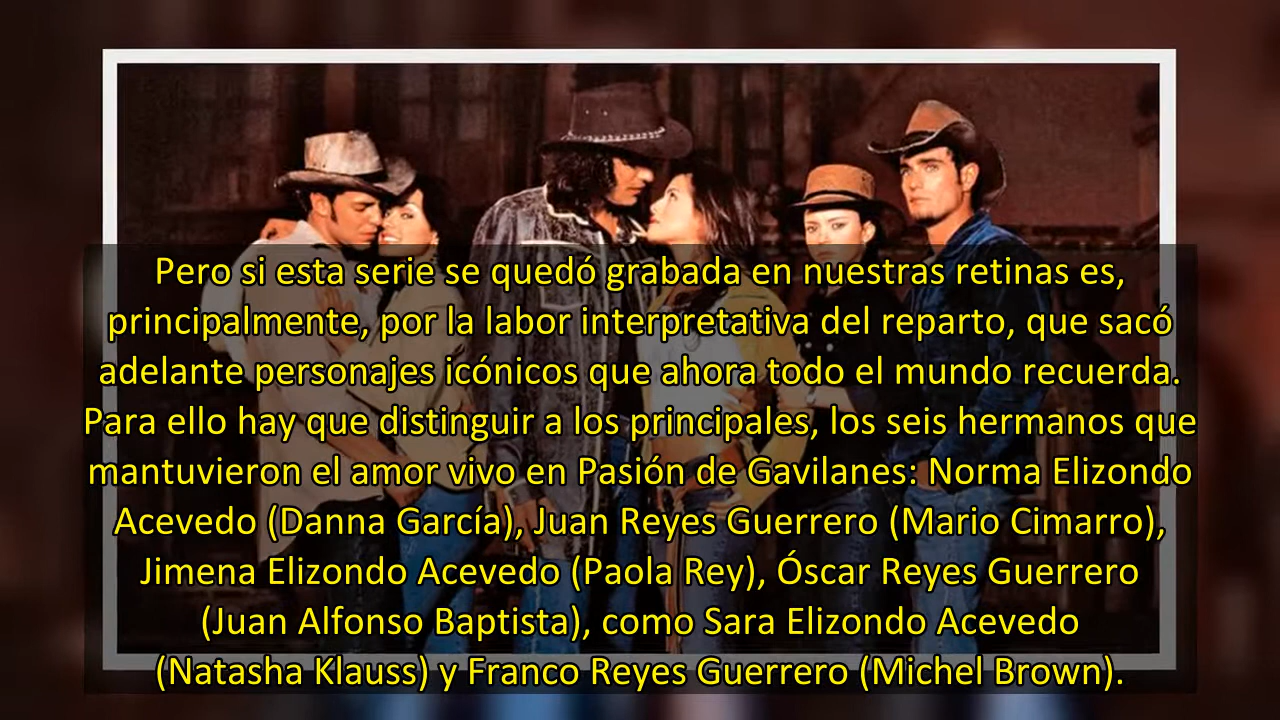 Pero si esta serie se quedó grabada en nuestras retinas es,
principalmente, por la labor interpretativa del reparto, que sacó
adelante personajes icónicos que ahora todo el mundo recuerda.
Para ello hay que distinguir a los principales, los seis hermanos que
mantuvieron el amor vivo en Pasión de Gavilanes: Norma Elizondo
Acevedo (Danna García), Juan Reyes Guerrero (Mario Cimarro),
Jimena Elizondo Acevedo (Paola Rey), Óscar Reyes Guerrero
(Juan Alfonso Baptista), como Sara Elizondo Acevedo
(Natasha Klauss) y Franco Reyes Guerrero (Michel Brown).